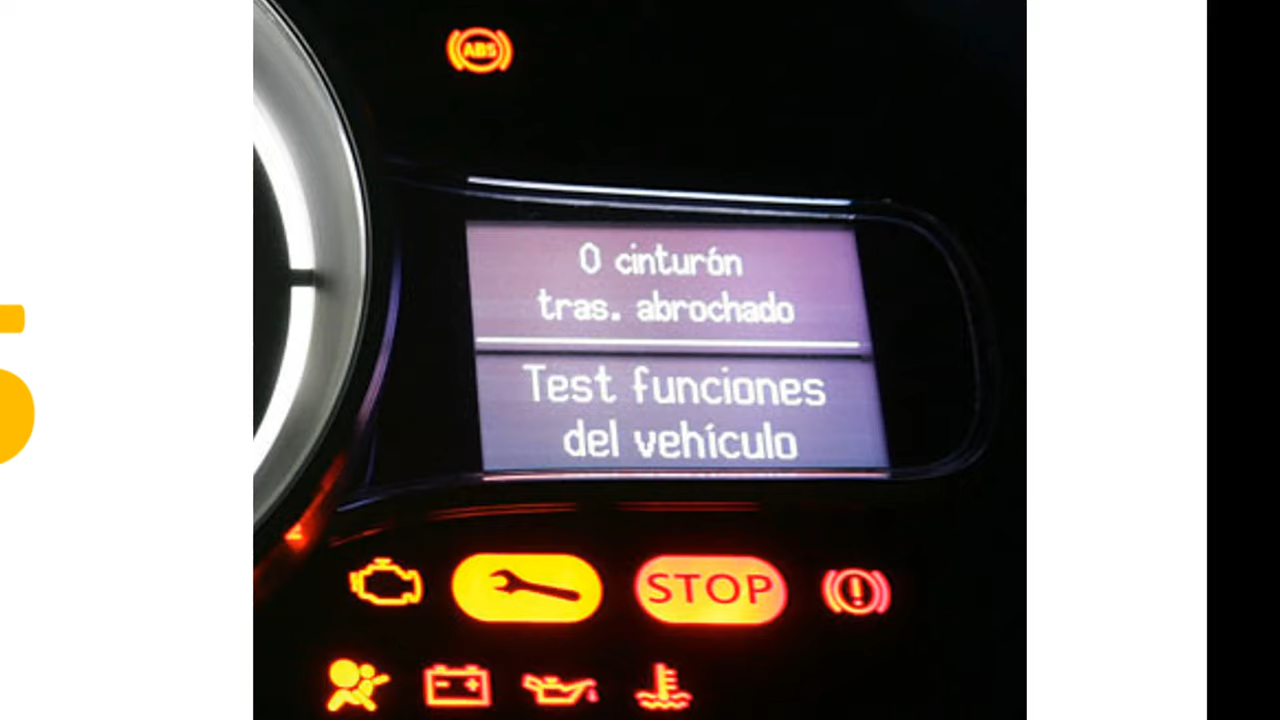 ABS
0 cinturón
tras. abrochado
Test funciones
del vehículo
STOP